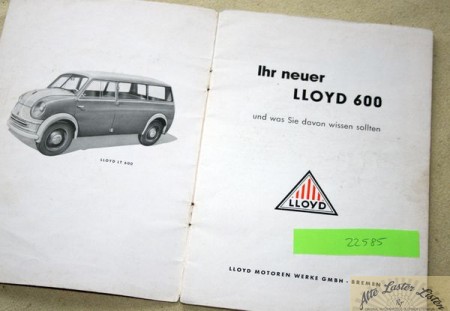 LLOYD LT 600
Ihr neuer
LLOYD 600
und was Sie davon wissen sollten
LLOYD
22585
LLOYD MOTOREN WERKE GMBH · BREMEN
Alte Laster Listen